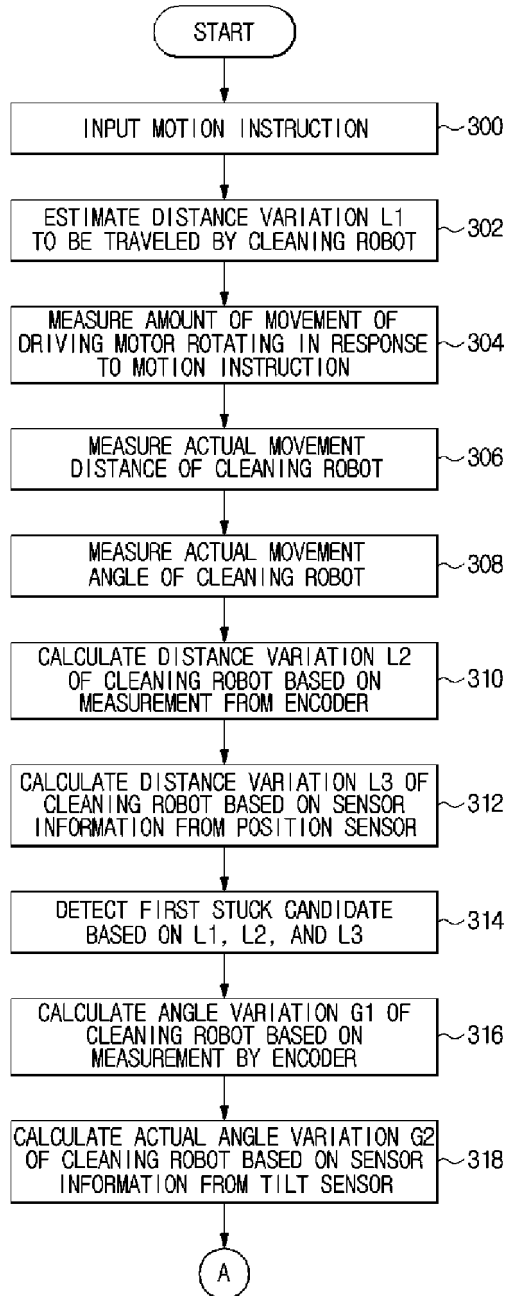 START
INPUT MOTION INSTRUCTION
300
ESTIMATE DISTANCE VARIATION L1
TO BE TRAVELED BY CLEANING ROBOT
302
MEASURE AMOUNT OF MOVEMENT OF
DRIVING MOTOR ROTATING IN RESPONSE
TO MOTION INSTRUCTION
304
MEASURE ACTUAL MOVEMENT
DISTANCE OF CLEANING ROBOT
306
MEASURE ACTUAL MOVEMENT
ANGLE OF CLEANING ROBOT
308
CALCULATE DISTANCE VARIATION L2
OF CLEANING ROBOT BASED ON
MEASUREMENT FROM ENCODER
310
CALCULATE DISTANCE VARIATION L3 OF
CLEANING ROBOT BASED ON SENSOR
INFORMATION FROM POSITION SENSOR
312
DETECT FIRST STUCK CANDIDATE
BASED ON L1, L2, AND L3
314
CALCULATE ANGLE VARIATION G1 OF
CLEANING ROBOT BASED ON
MEASUREMENT BY ENCODER
316
CALCULATE ACTUAL ANGLE VARIATION G2
OF CLEANING ROBOT BASED ON SENSOR
INFORMATION FROM TILT SENSOR
318
A